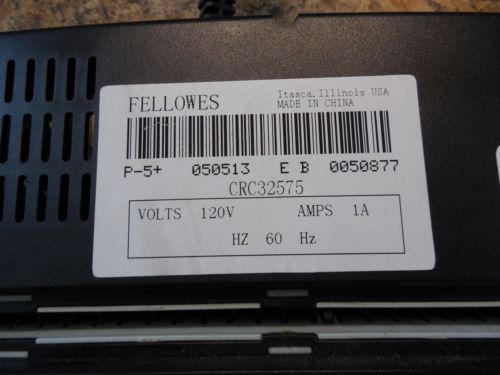 FELLOWES
Itasca.Illinois USA
MADE IN CHINA
P-5+ 050513 E B 0050877
CRC32575
VOLTS 120V AMPS 1A
HZ 60 Hz